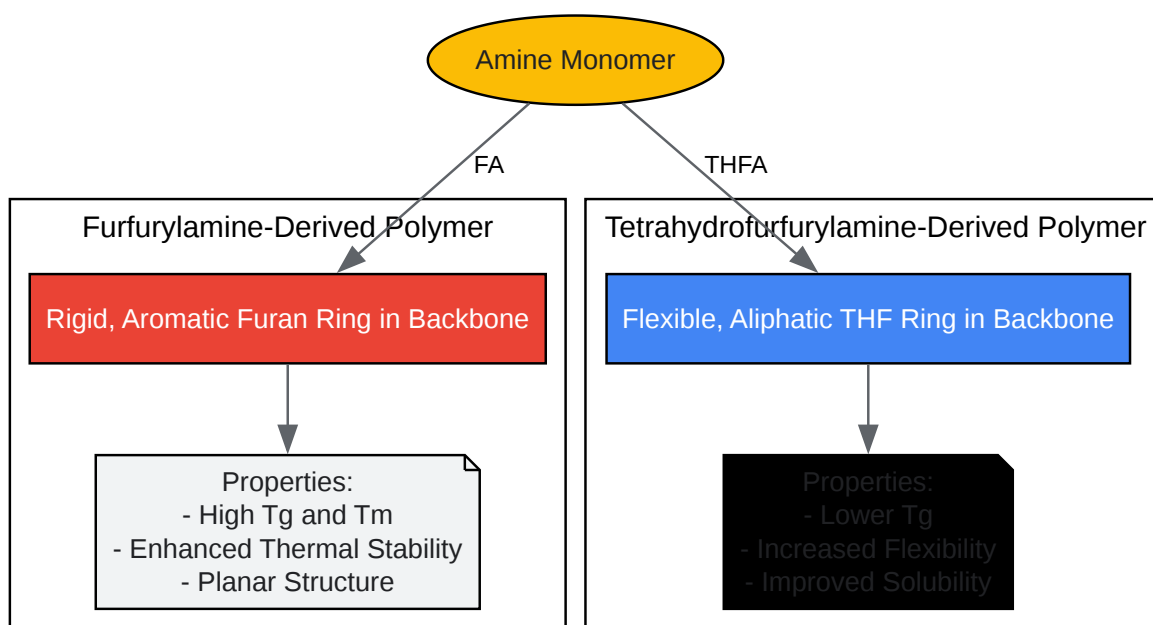 Amine Monomer
FA
THFA
Furfurylamine-Derived Polymer
Tetrahydrofurfurylamine-Derived Polymer
Rigid, Aromatic Furan Ring in Backbone
Flexible, Aliphatic THF Ring in Backbone
Properties:
- High Tg and Tm
- Enhanced Thermal Stability
- Planar Structure
Properties:
- Lower Tg
- Increased Flexibility
- Improved Solubility